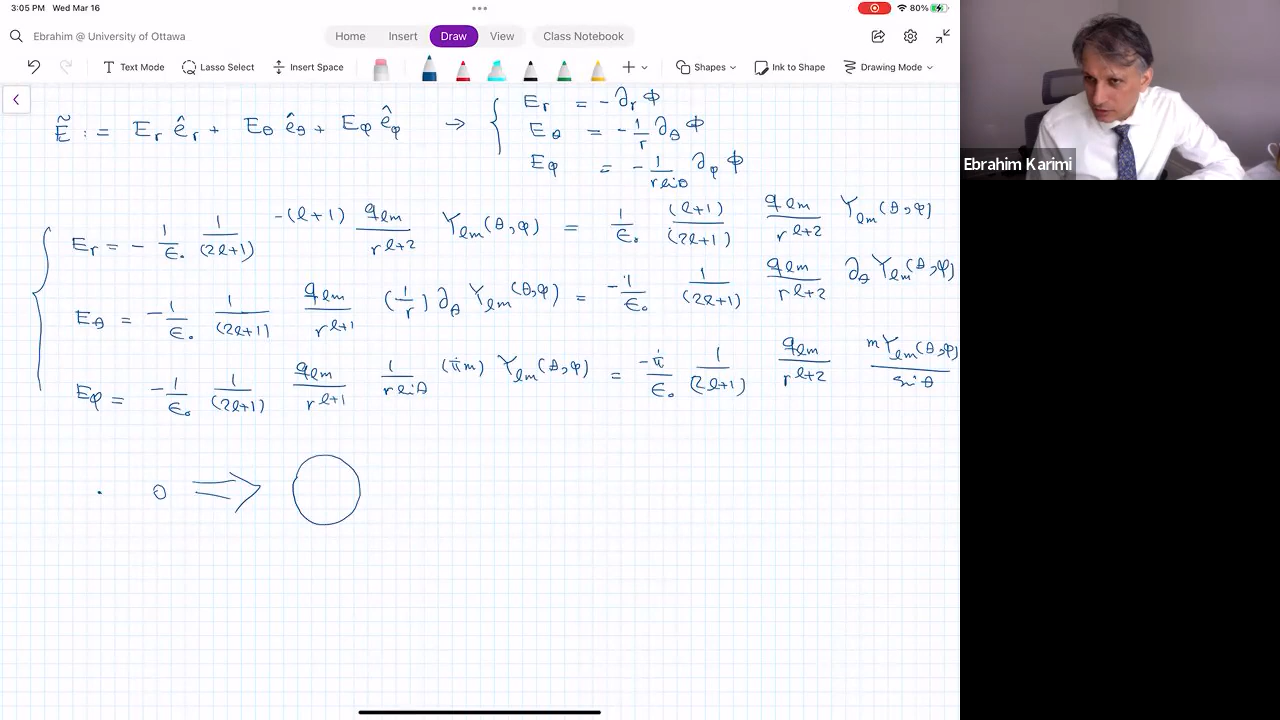 3:05 PM Wed Mar 16
80%
Ebrahim @ University of Ottawa
Home Insert Draw View Class Notebook
Text Mode Lasso Select Insert Space Shapes Ink to Shape Drawing Mode
Ẽ := E_r ê_r + E_θ ê_θ + E_φ ê_φ → { E_r = -∂_r Φ
E_θ = -1/r ∂_θ Φ
E_φ = -1/(r sinθ) ∂_φ Φ
E_r = - 1/ε₀ 1/(2ℓ+1) -(ℓ+1) q_ℓm/r^(ℓ+2) Y_ℓm(θ,φ) = 1/ε₀ (ℓ+1)/(2ℓ+1) q_ℓm/r^(ℓ+2) Y_ℓm(θ,φ)
E_θ = -1/ε₀ 1/(2ℓ+1) q_ℓm/r^(ℓ+1) (1/r) ∂_θ Y_ℓm(θ,φ) = -1/ε₀ 1/(2ℓ+1) q_ℓm/r^(ℓ+2) ∂_θ Y_ℓm(θ,φ)
E_φ = -1/ε₀ 1/(2ℓ+1) q_ℓm/r^(ℓ+1) 1/(r sinθ) (im) Y_ℓm(θ,φ) = -i/ε₀ 1/(2ℓ+1) q_ℓm/r^(ℓ+2) m Y_ℓm(θ,φ)/sinθ
Ebrahim Karimi